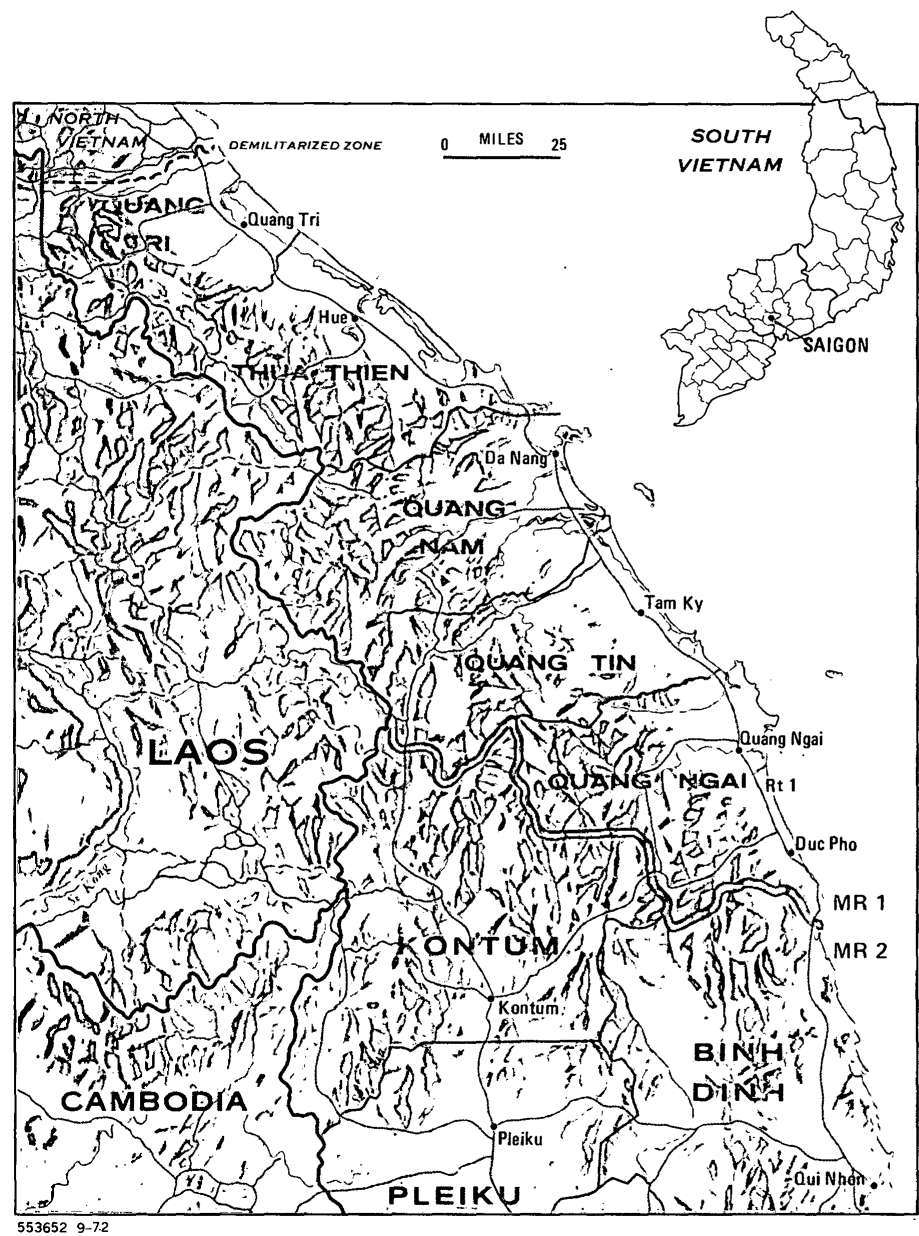 NORTH
VIETNAM
DEMILITARIZED ZONE
0 MILES 25
SOUTH
VIETNAM
SAIGON
QUANG
TRI
Quang Tri
Hue
THUA THIEN
Da Nang
QUANG
NAM
Tam Ky
QUANG TIN
LAOS
Quang Ngai
QUANG NGAI
Rt 1
Duc Pho
S. Kong
MR 1
MR 2
KONTUM
Kontum
BINH
DINH
CAMBODIA
Pleiku
PLEIKU
Qui Nhon
553652 9-72